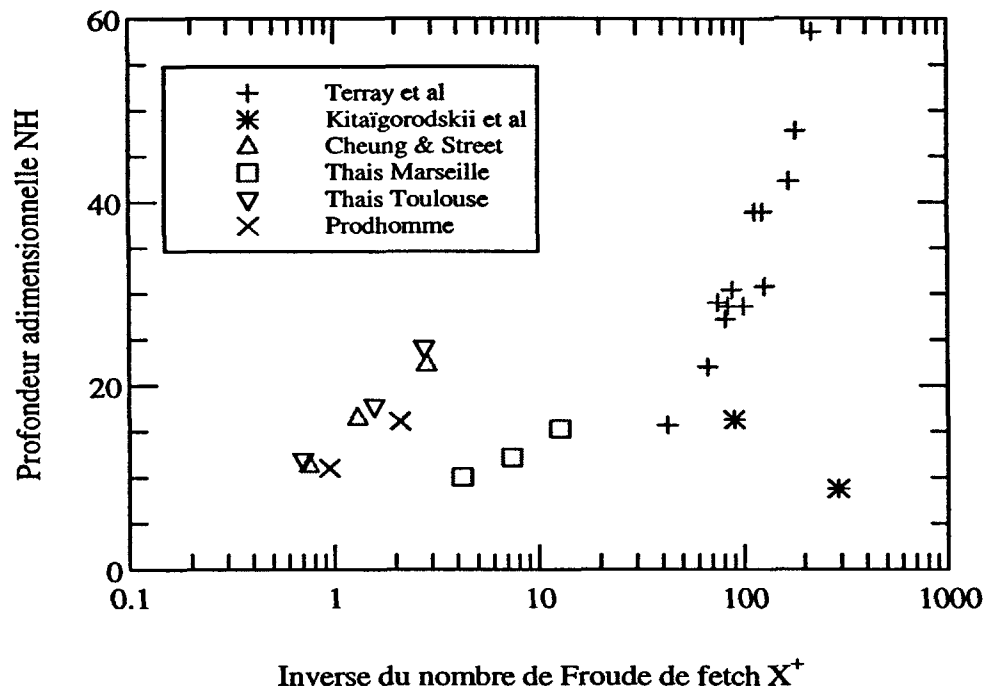 60
40
20
0
Profondeur adimensionnelle NH
Terray et al
Kitaïgorodskii et al
Cheung & Street
Thais Marseille
Thais Toulouse
Prodhomme
0.1 1 10 100 1000
Inverse du nombre de Froude de fetch X⁺